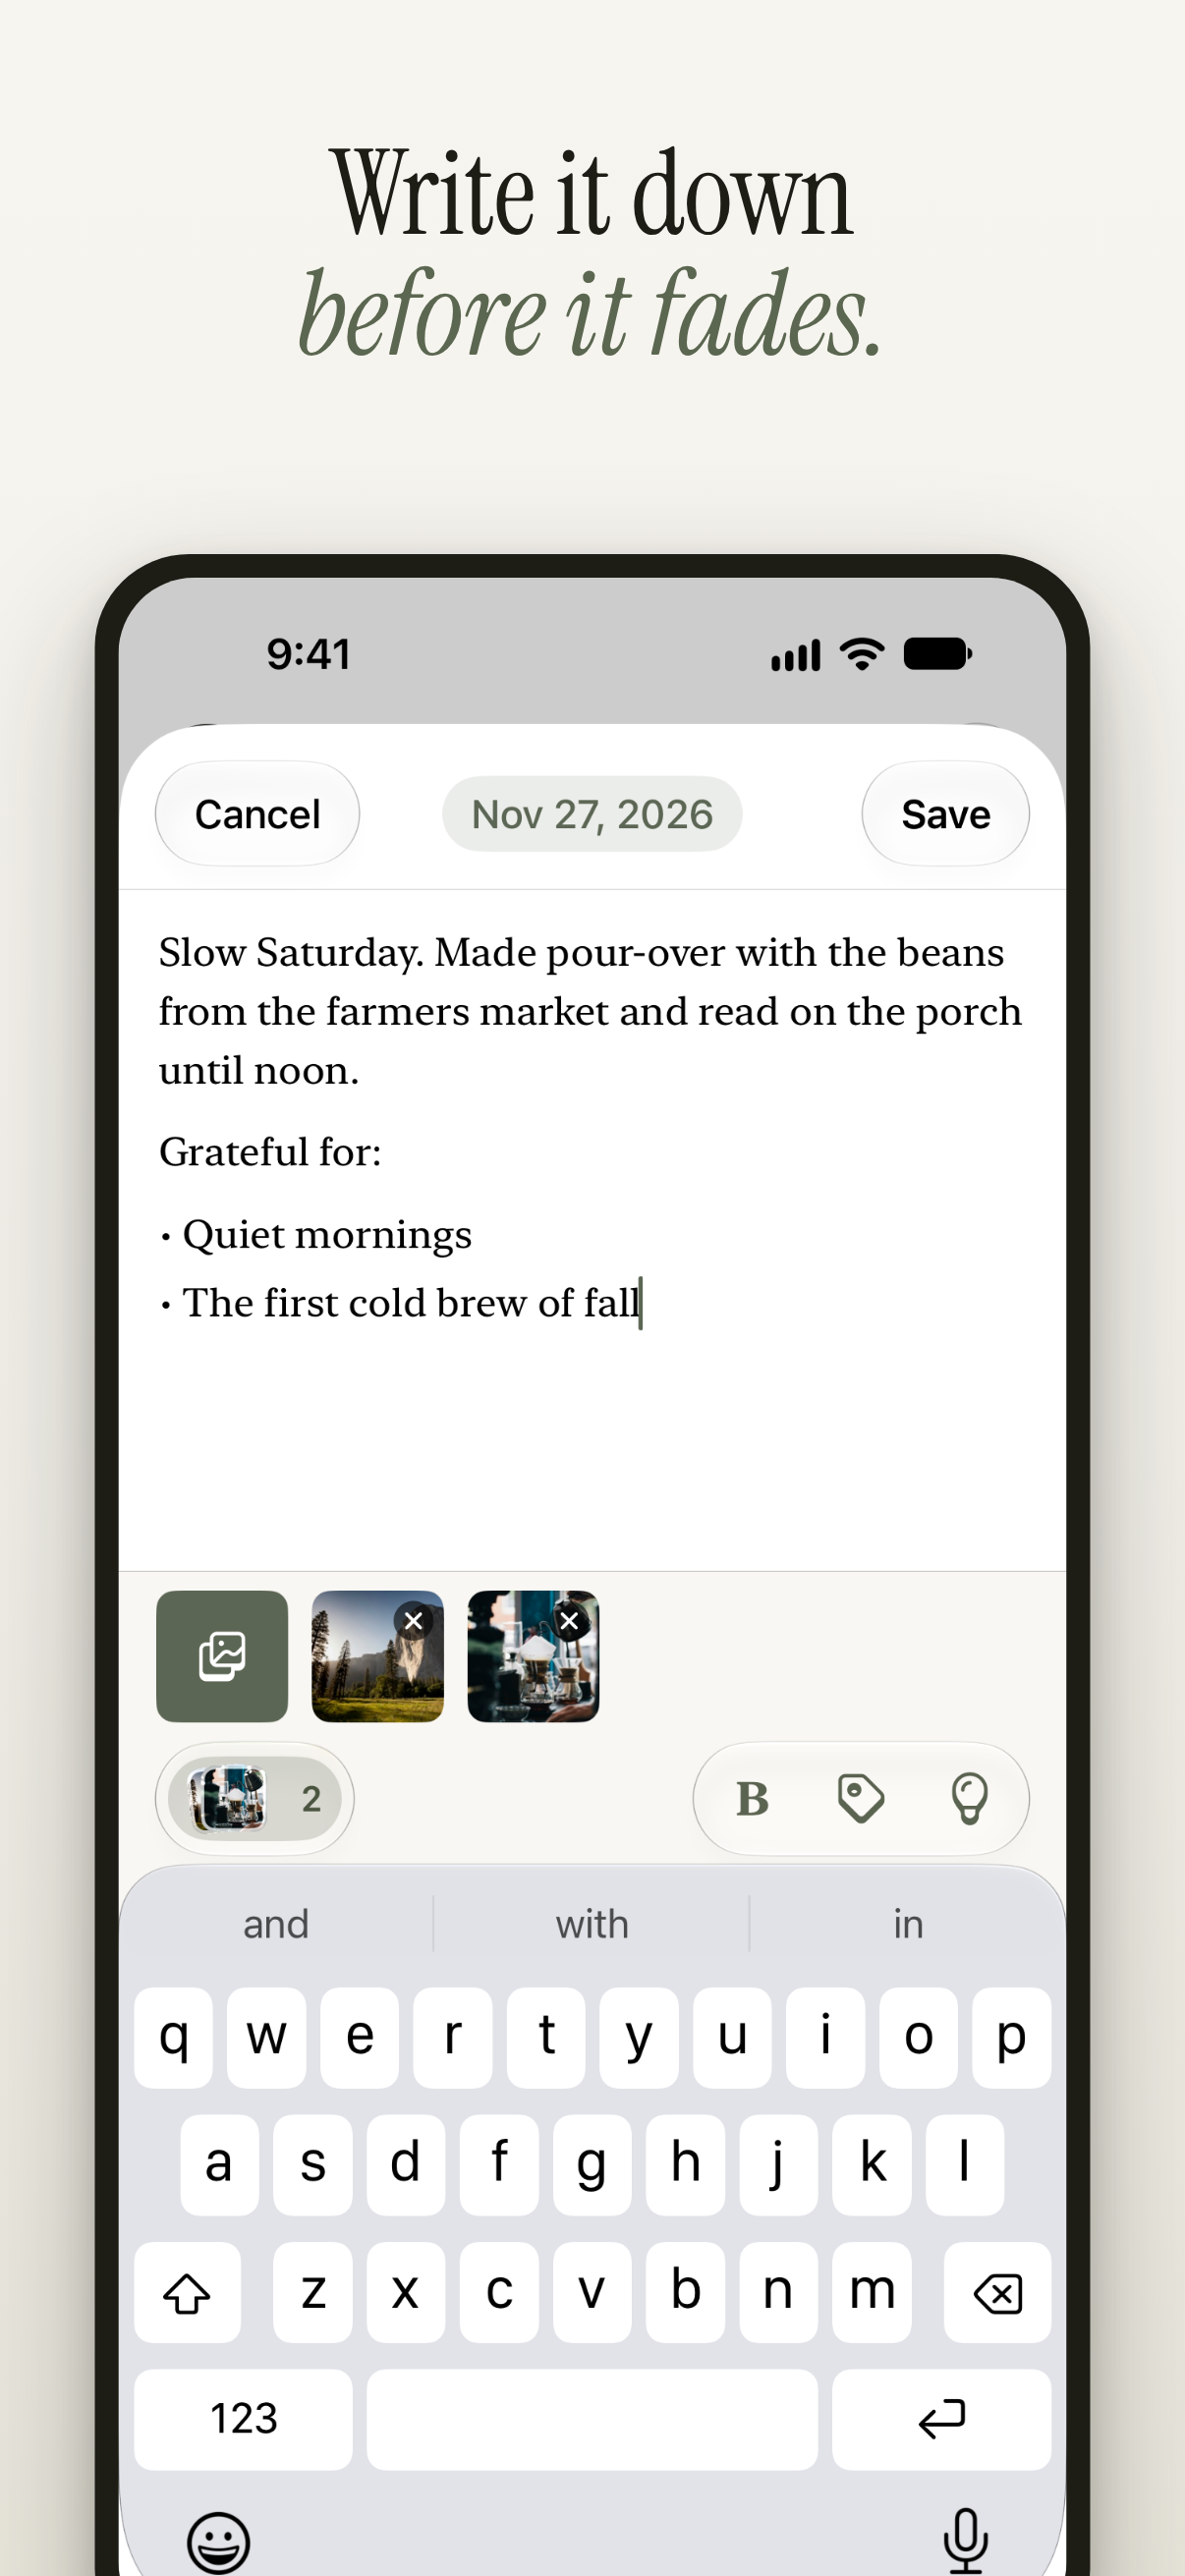 Write it down
before it fades.
9:41
Cancel
Nov 27, 2026
Save
Slow Saturday. Made pour-over with the beans
from the farmers market and read on the porch
until noon.
Grateful for:
• Quiet mornings
• The first cold brew of fall
2
B
and with in
q w e r t y u i o p
a s d f g h j k l
z x c v b n m
123